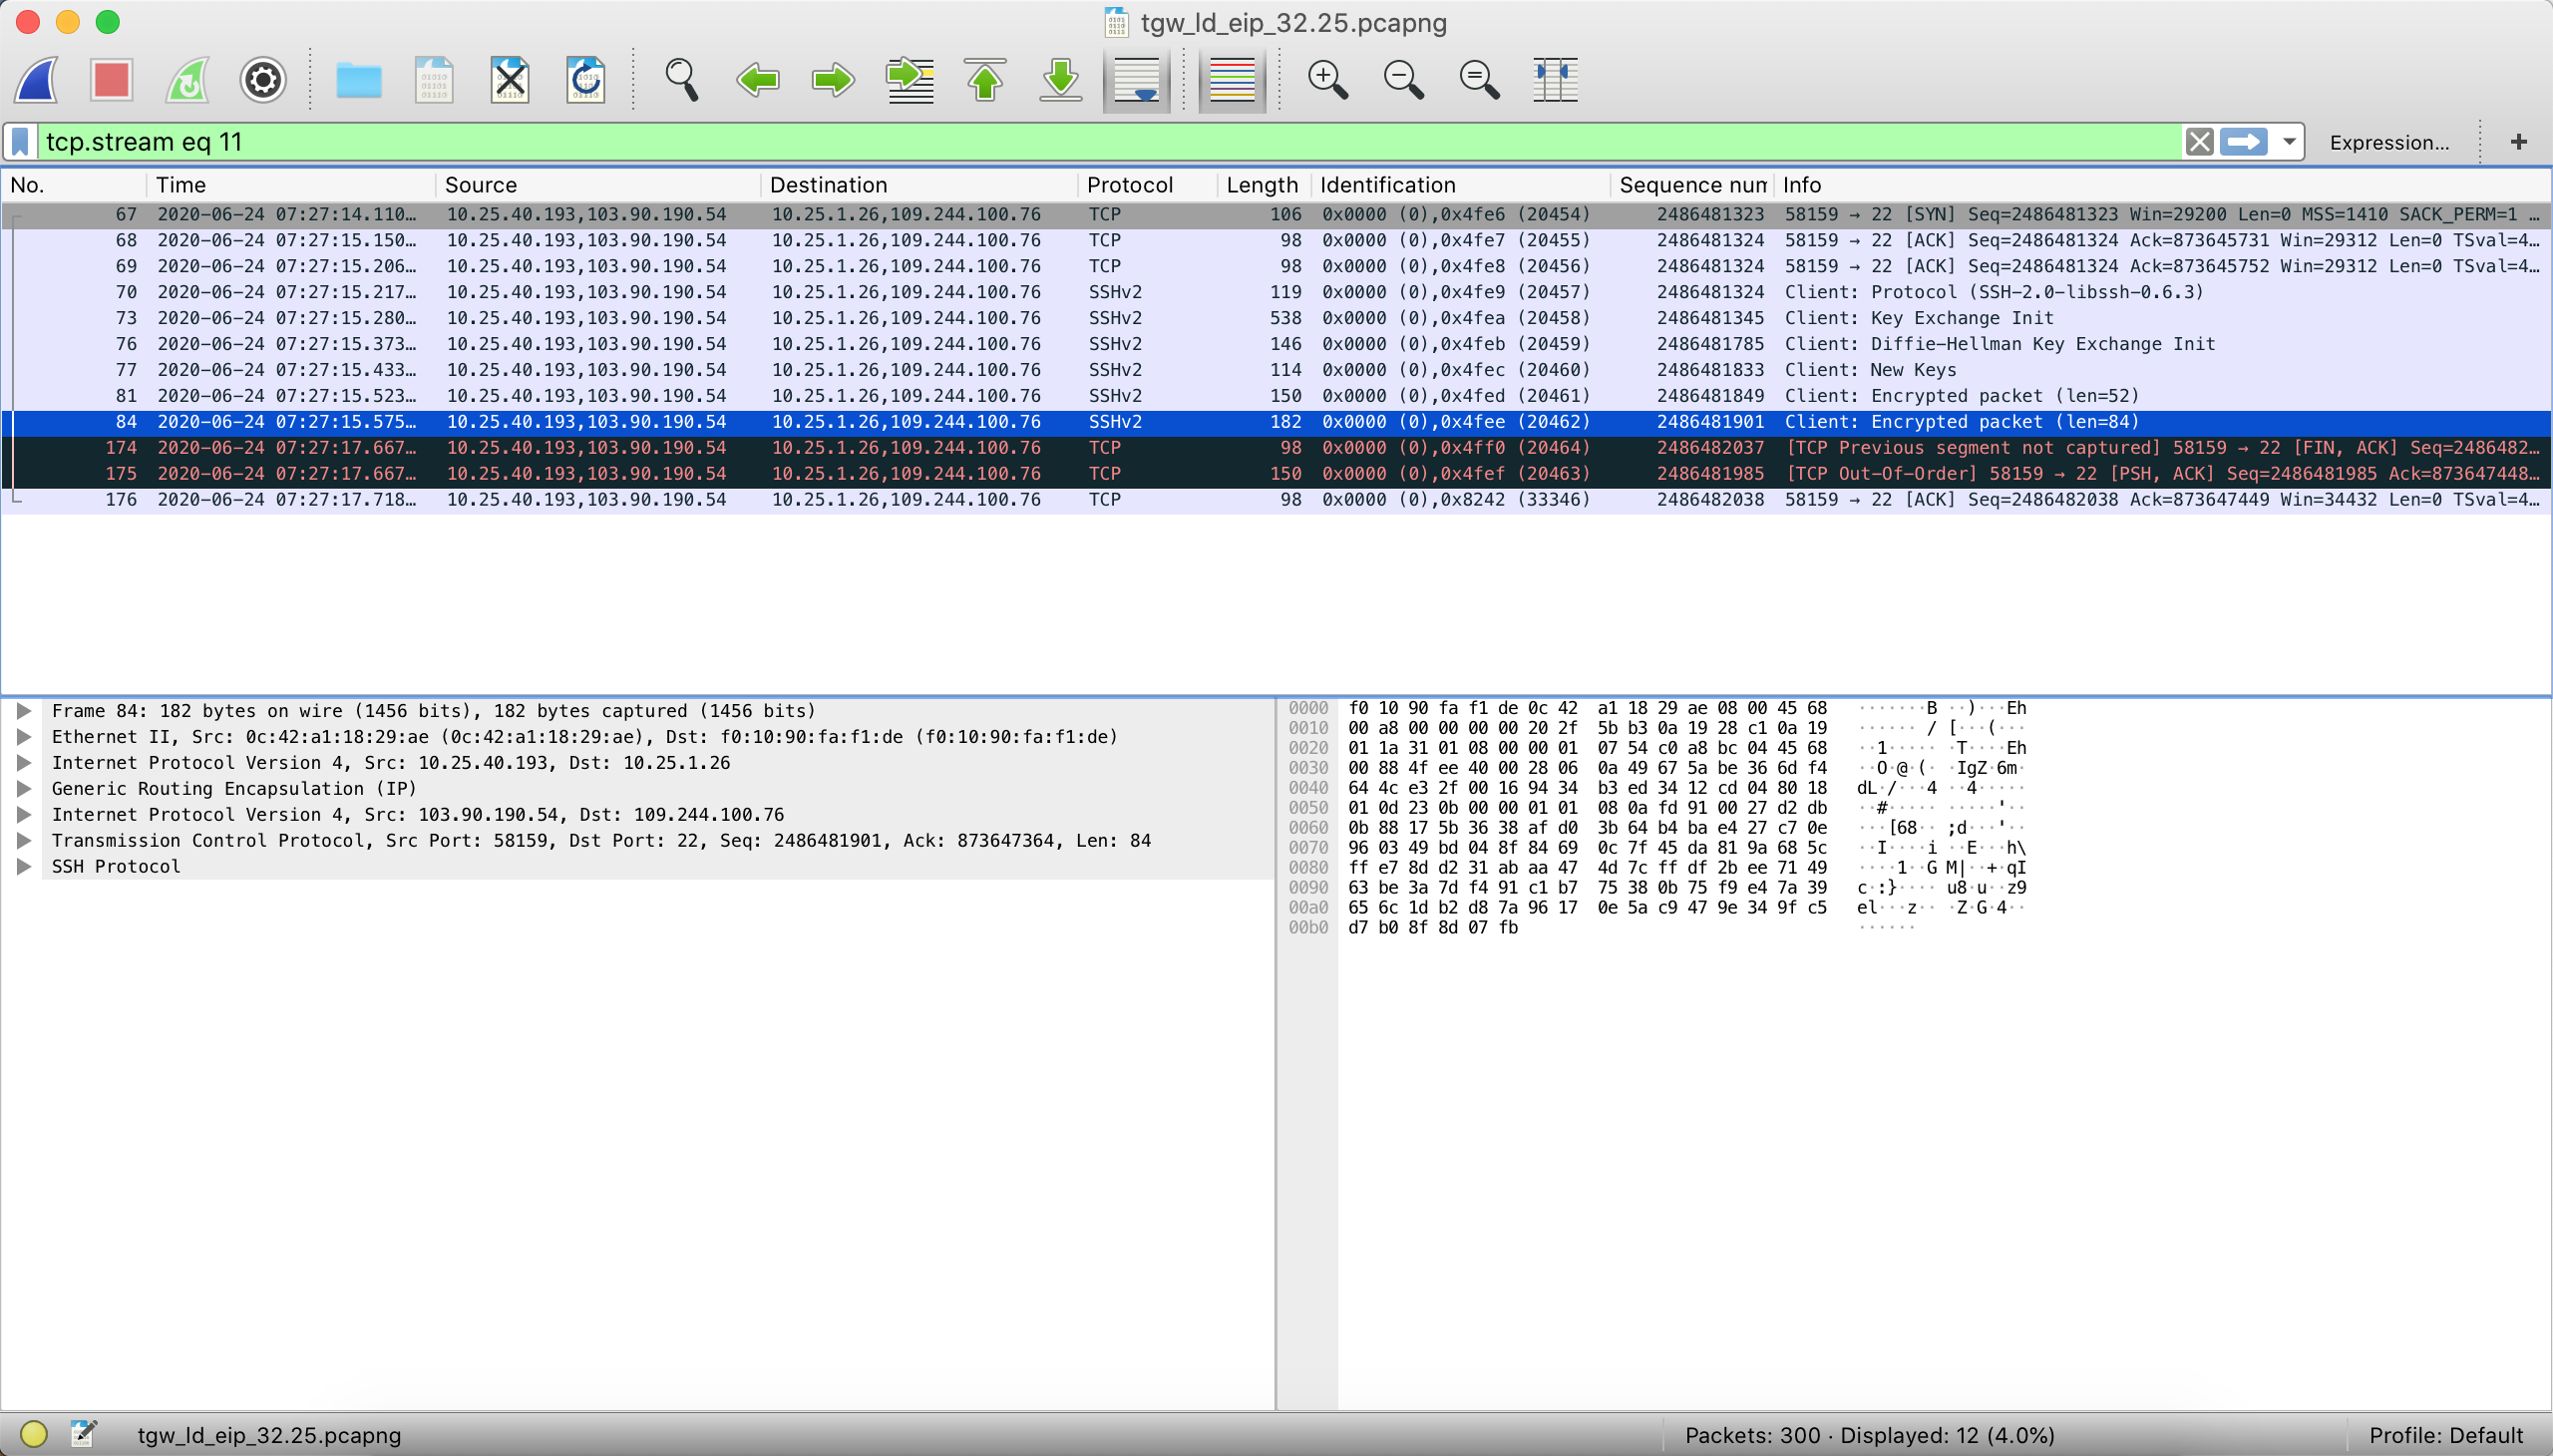 tgw_ld_eip_32.25.pcapng
tcp.stream eq 11
Expression...
+
No. Time Source Destination Protocol Length Identification Sequence num Info
67 2020-06-24 07:27:14.110… 10.25.40.193,103.90.190.54 10.25.1.26,109.244.100.76 TCP 106 0x0000 (0),0x4fe6 (20454) 2486481323 58159 → 22 [SYN] Seq=2486481323 Win=29200 Len=0 MSS=1410 SACK_PERM=1 …
68 2020-06-24 07:27:15.150… 10.25.40.193,103.90.190.54 10.25.1.26,109.244.100.76 TCP 98 0x0000 (0),0x4fe7 (20455) 2486481324 58159 → 22 [ACK] Seq=2486481324 Ack=873645731 Win=29312 Len=0 TSval=4…
69 2020-06-24 07:27:15.206… 10.25.40.193,103.90.190.54 10.25.1.26,109.244.100.76 TCP 98 0x0000 (0),0x4fe8 (20456) 2486481324 58159 → 22 [ACK] Seq=2486481324 Ack=873645752 Win=29312 Len=0 TSval=4…
70 2020-06-24 07:27:15.217… 10.25.40.193,103.90.190.54 10.25.1.26,109.244.100.76 SSHv2 119 0x0000 (0),0x4fe9 (20457) 2486481324 Client: Protocol (SSH-2.0-libssh-0.6.3)
73 2020-06-24 07:27:15.280… 10.25.40.193,103.90.190.54 10.25.1.26,109.244.100.76 SSHv2 538 0x0000 (0),0x4fea (20458) 2486481345 Client: Key Exchange Init
76 2020-06-24 07:27:15.373… 10.25.40.193,103.90.190.54 10.25.1.26,109.244.100.76 SSHv2 146 0x0000 (0),0x4feb (20459) 2486481785 Client: Diffie-Hellman Key Exchange Init
77 2020-06-24 07:27:15.433… 10.25.40.193,103.90.190.54 10.25.1.26,109.244.100.76 SSHv2 114 0x0000 (0),0x4fec (20460) 2486481833 Client: New Keys
81 2020-06-24 07:27:15.523… 10.25.40.193,103.90.190.54 10.25.1.26,109.244.100.76 SSHv2 150 0x0000 (0),0x4fed (20461) 2486481849 Client: Encrypted packet (len=52)
84 2020-06-24 07:27:15.575… 10.25.40.193,103.90.190.54 10.25.1.26,109.244.100.76 SSHv2 182 0x0000 (0),0x4fee (20462) 2486481901 Client: Encrypted packet (len=84)
174 2020-06-24 07:27:17.667… 10.25.40.193,103.90.190.54 10.25.1.26,109.244.100.76 TCP 98 0x0000 (0),0x4ff0 (20464) 2486482037 [TCP Previous segment not captured] 58159 → 22 [FIN, ACK] Seq=2486482…
175 2020-06-24 07:27:17.667… 10.25.40.193,103.90.190.54 10.25.1.26,109.244.100.76 TCP 150 0x0000 (0),0x4fef (20463) 2486481985 [TCP Out-Of-Order] 58159 → 22 [PSH, ACK] Seq=2486481985 Ack=873647448…
176 2020-06-24 07:27:17.718… 10.25.40.193,103.90.190.54 10.25.1.26,109.244.100.76 TCP 98 0x0000 (0),0x8242 (33346) 2486482038 58159 → 22 [ACK] Seq=2486482038 Ack=873647449 Win=34432 Len=0 TSval=4…
Frame 84: 182 bytes on wire (1456 bits), 182 bytes captured (1456 bits)
Ethernet II, Src: 0c:42:a1:18:29:ae (0c:42:a1:18:29:ae), Dst: f0:10:90:fa:f1:de (f0:10:90:fa:f1:de)
Internet Protocol Version 4, Src: 10.25.40.193, Dst: 10.25.1.26
Generic Routing Encapsulation (IP)
Internet Protocol Version 4, Src: 103.90.190.54, Dst: 109.244.100.76
Transmission Control Protocol, Src Port: 58159, Dst Port: 22, Seq: 2486481901, Ack: 873647364, Len: 84
SSH Protocol
0000 f0 10 90 fa f1 de 0c 42 a1 18 29 ae 08 00 45 68 ·······B ··)···Eh
0010 00 a8 00 00 00 00 20 2f 5b b3 0a 19 28 c1 0a 19 ······ / [···(···
0020 01 1a 31 01 08 00 00 01 07 54 c0 a8 bc 04 45 68 ··1····· ·T····Eh
0030 00 88 4f ee 40 00 28 06 0a 49 67 5a be 36 6d f4 ··O·@·(· ·IgZ·6m·
0040 64 4c e3 2f 00 16 94 34 b3 ed 34 12 cd 04 80 18 dL·/···4 ··4·····
0050 01 0d 23 0b 00 00 01 01 08 0a fd 91 00 27 d2 db ··#····· ·····'··
0060 0b 88 17 5b 36 38 af d0 3b 64 b4 ba e4 27 c7 0e ···[68·· ;d···'··
0070 96 03 49 bd 04 8f 84 69 0c 7f 45 da 81 9a 68 5c ··I····i ··E···h\
0080 ff e7 8d d2 31 ab aa 47 4d 7c ff df 2b ee 71 49 ····1··G M|··+·qI
0090 63 be 3a 7d f4 91 c1 b7 75 38 0b 75 f9 e4 7a 39 c·:}···· u8·u··z9
00a0 65 6c 1d b2 d8 7a 96 17 0e 5a c9 47 9e 34 9f c5 el···z·· ·Z·G·4··
00b0 d7 b0 8f 8d 07 fb ······
tgw_ld_eip_32.25.pcapng
Packets: 300 · Displayed: 12 (4.0%)
Profile: Default